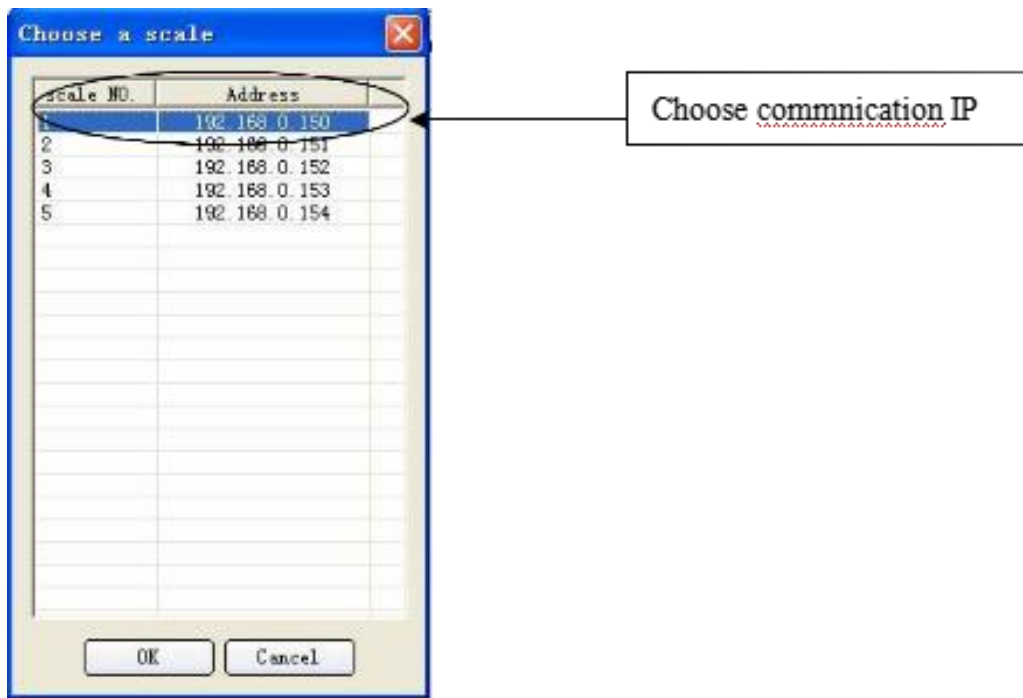 Choose a scale
scale NO. Address
1 192.168.0.150
2 192.168.0.151
3 192.168.0.152
4 192.168.0.153
5 192.168.0.154
OK Cancel
Choose commnication IP